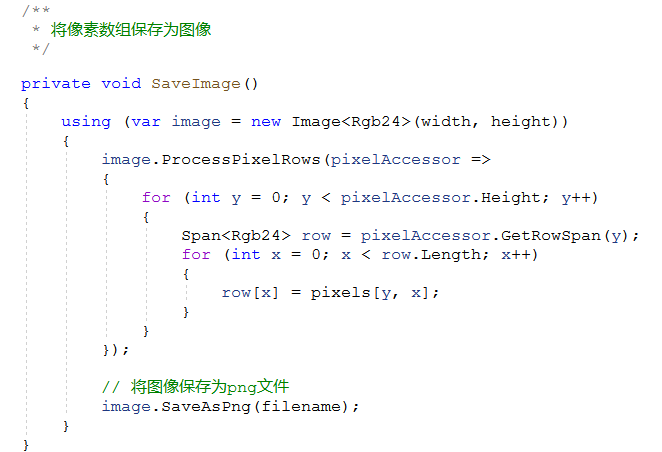 /**
 * 将像素数组保存为图像
 */
private void SaveImage()
{
    using (var image = new Image<Rgb24>(width, height))
    {
        image.ProcessPixelRows(pixelAccessor =>
        {
            for (int y = 0; y < pixelAccessor.Height; y++)
            {
                Span<Rgb24> row = pixelAccessor.GetRowSpan(y);
                for (int x = 0; x < row.Length; x++)
                {
                    row[x] = pixels[y, x];
                }
            }
        });
        // 将图像保存为png文件
        image.SaveAsPng(filename);
    }
}